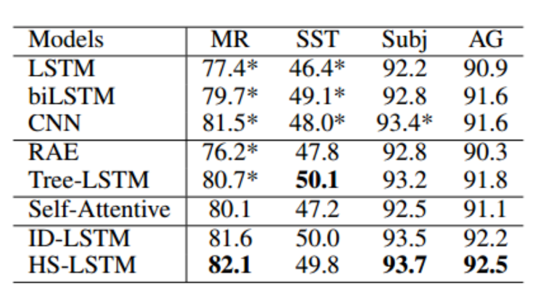 Models MR SST Subj AG
LSTM 77.4* 46.4* 92.2 90.9
biLSTM 79.7* 49.1* 92.8 91.6
CNN 81.5* 48.0* 93.4* 91.6
RAE 76.2* 47.8 92.8 90.3
Tree-LSTM 80.7* 50.1 93.2 91.8
Self-Attentive 80.1 47.2 92.5 91.1
ID-LSTM 81.6 50.0 93.5 92.2
HS-LSTM 82.1 49.8 93.7 92.5